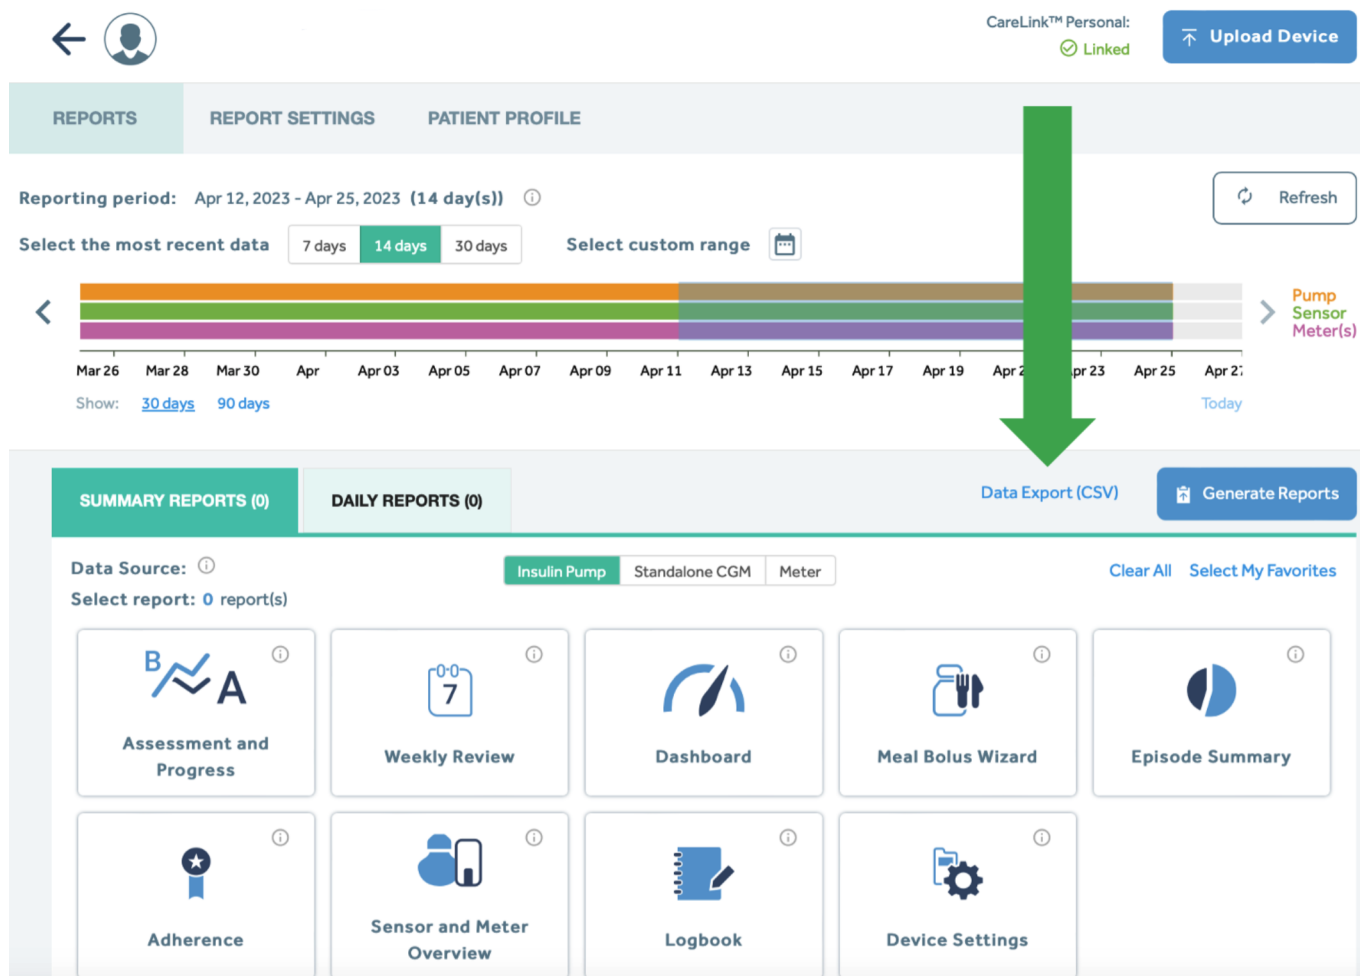 CareLink™ Personal:
Linked
Upload Device
REPORTS REPORT SETTINGS PATIENT PROFILE
Reporting period: Apr 12, 2023 - Apr 25, 2023 (14 day(s))
Refresh
Select the most recent data 7 days 14 days 30 days Select custom range
Pump
Sensor
Meter(s)
Mar 26 Mar 28 Mar 30 Apr Apr 03 Apr 05 Apr 07 Apr 09 Apr 11 Apr 13 Apr 15 Apr 17 Apr 19 Apr 23 Apr 25 Apr 27
Show: 30 days 90 days Today
SUMMARY REPORTS (0) DAILY REPORTS (0) Data Export (CSV) Generate Reports
Data Source: Insulin Pump Standalone CGM Meter Clear All Select My Favorites
Select report: 0 report(s)
B A
7
Assessment and
Progress
Weekly Review
Dashboard
Meal Bolus Wizard
Episode Summary
Adherence
Sensor and Meter
Overview
Logbook
Device Settings